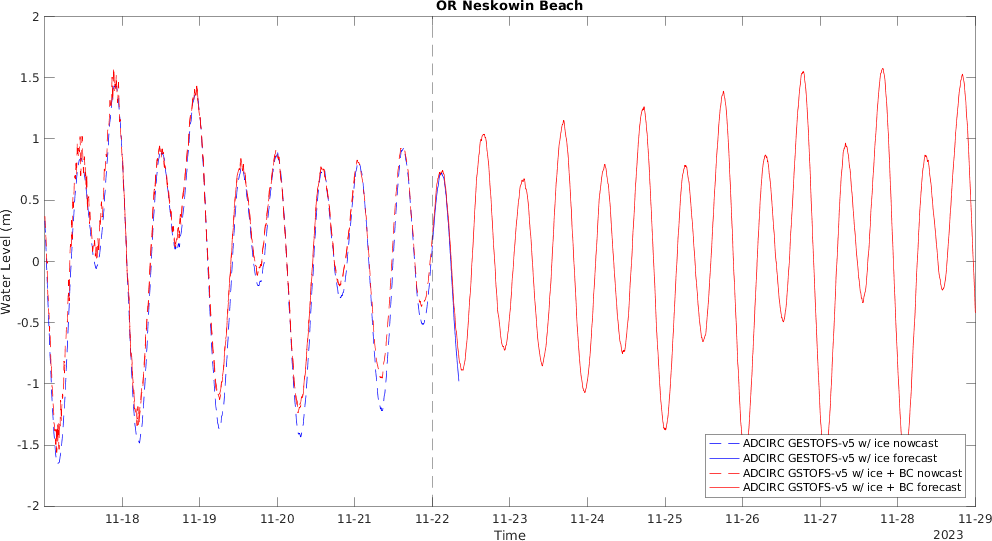 OR Neskowin Beach
2
1.5
1
0.5
0
-0.5
-1
-1.5
-2
Water Level (m)
ADCIRC GESTOFS-v5 w/ ice nowcast
ADCIRC GESTOFS-v5 w/ ice forecast
ADCIRC GSTOFS-v5 w/ ice + BC nowcast
ADCIRC GSTOFS-v5 w/ ice + BC forecast
11-18 11-19 11-20 11-21 11-22 11-23 11-24 11-25 11-26 11-27 11-28 11-29
Time 2023